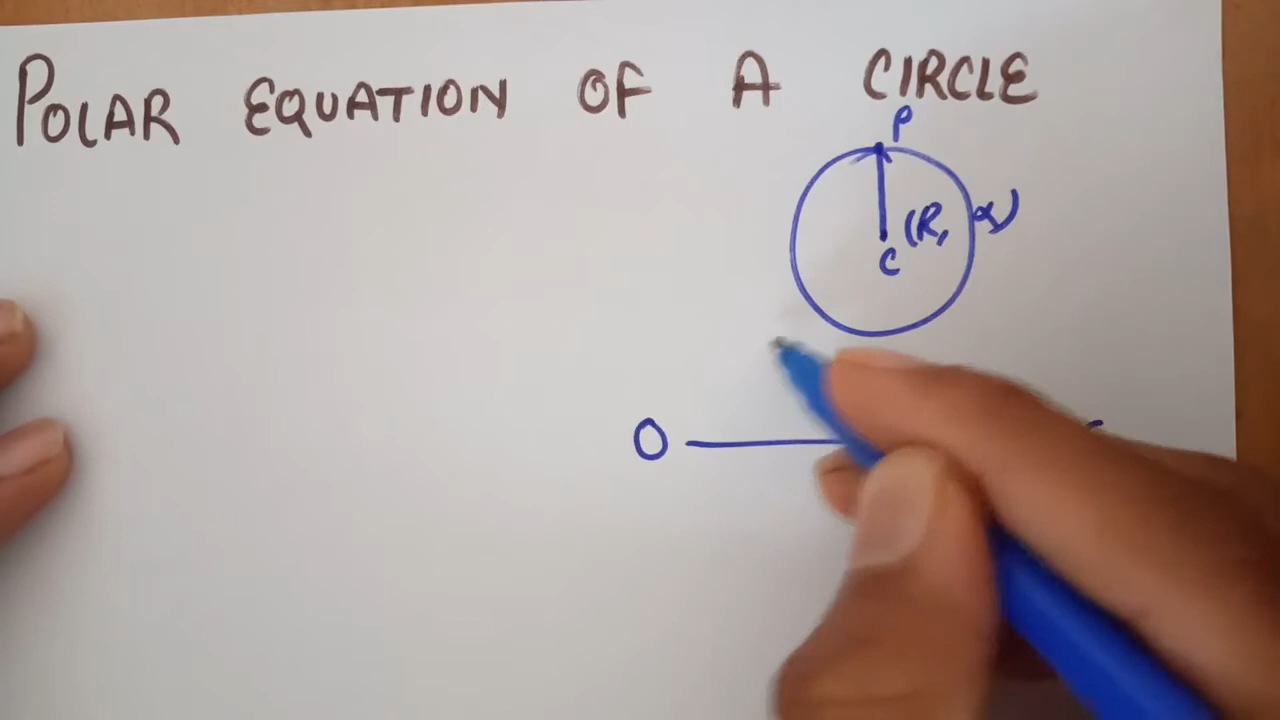 POLAR EQUATION OF A CIRCLE
P
(R, α)
C
O